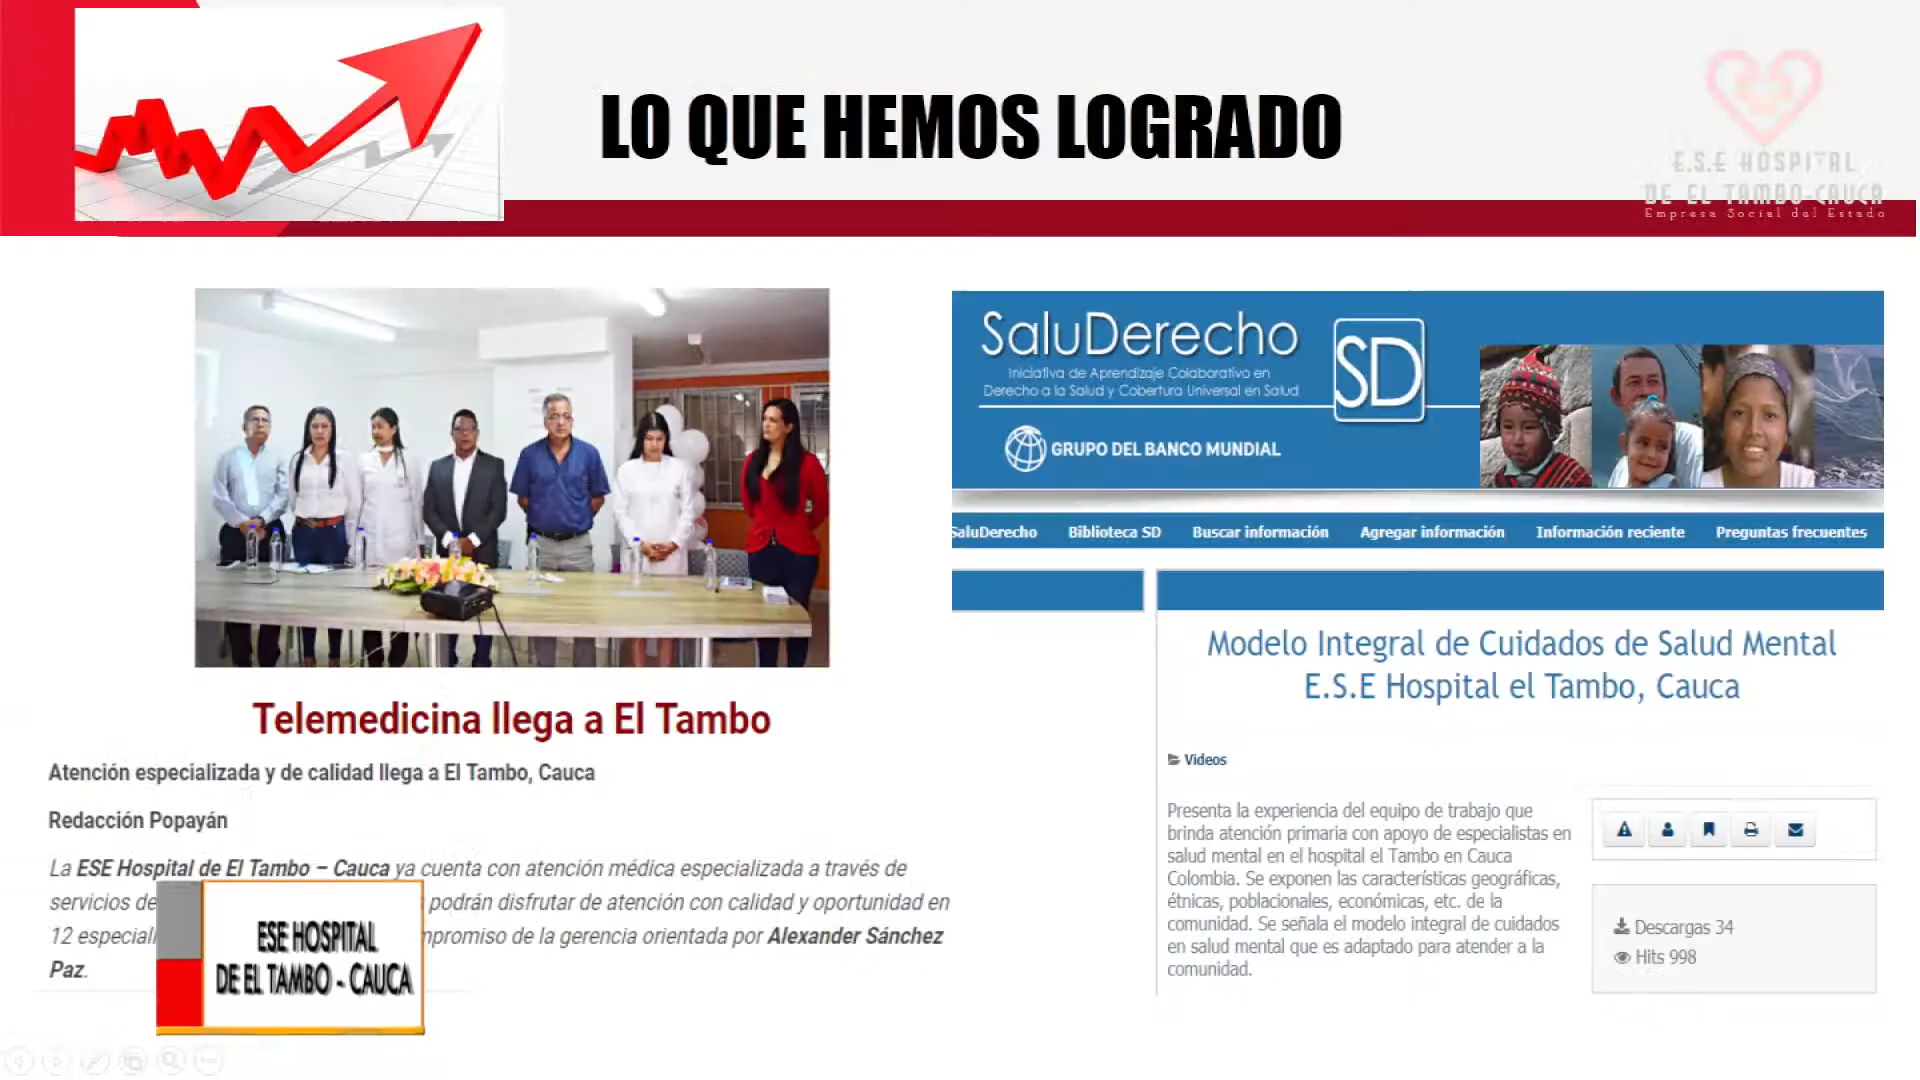 LO QUE HEMOS LOGRADO
E.S.E HOSPITAL
DE EL TAMBO-CAUCA
Empresa Social del Estado
Telemedicina llega a El Tambo
Atención especializada y de calidad llega a El Tambo, Cauca
Redacción Popayán
La ESE Hospital de El Tambo – Cauca ya cuenta con atención médica especializada a través de
servicios de podrán disfrutar de atención con calidad y oportunidad en
12 de la gerencia orientada por Alexander Sánchez
Paz.
ESE HOSPITAL
DE EL TAMBO - CAUCA
SaluDerecho
SD
Iniciativa de Aprendizaje Colaborativo en
Derecho a la Salud y Cobertura Universal en Salud
GRUPO DEL BANCO MUNDIAL
SaluDerecho Biblioteca SD Buscar información Agregar información Información reciente Preguntas frecuentes
Modelo Integral de Cuidados de Salud Mental
E.S.E Hospital el Tambo, Cauca
Videos
Presenta la experiencia del equipo de trabajo que
brinda atención primaria con apoyo de especialistas en
salud mental en el hospital el Tambo en Cauca
Colombia. Se exponen las características geográficas,
étnicas, poblacionales, económicas, etc. de la
comunidad. Se señala el modelo integral de cuidados
en salud mental que es adaptado para atender a la
comunidad.
Descargas 34
Hits 998